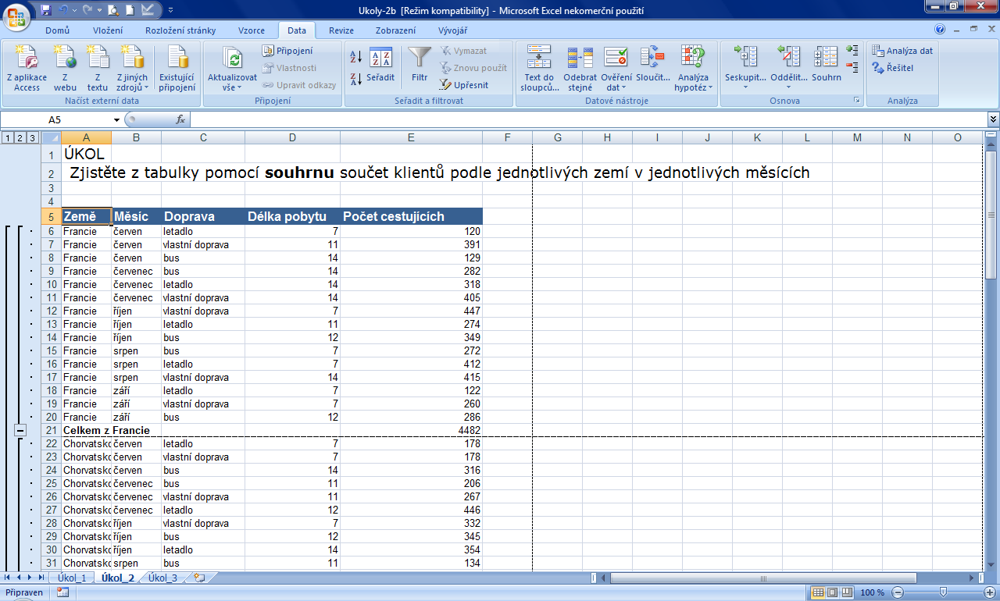 Ukoly-2b [Režim kompatibility] - Microsoft Excel nekomerční použití
Domů Vložení Rozložení stránky Vzorce Data Revize Zobrazení Vývojář
Z aplikace Access
Z webu
Z textu
Z jiných zdrojů
Existující připojení
Načíst externí data
Aktualizovat vše
Připojení
Vlastnosti
Upravit odkazy
Připojení
Seřadit
Filtr
Vymazat
Znovu použít
Upřesnit
Seřadit a filtrovat
Text do sloupců...
Odebrat stejné
Ověření dat
Sloučit...
Analýza hypotéz
Datové nástroje
Seskupit...
Oddělit...
Souhrn
Osnova
Analýza dat
Řešitel
Analýza
A5 fx
1 2 3 A B C D E F G H I J K L M N O
1 ÚKOL
2 Zjistěte z tabulky pomocí souhrnu součet klientů podle jednotlivých zemí v jednotlivých měsících
3
4
5 Země Měsíc Doprava Délka pobytu Počet cestujících
6 Francie červen letadlo 7 120
7 Francie červen vlastní doprava 11 391
8 Francie červen bus 14 129
9 Francie červenec bus 14 282
10 Francie červenec letadlo 14 318
11 Francie červenec vlastní doprava 14 405
12 Francie říjen vlastní doprava 7 447
13 Francie říjen letadlo 11 274
14 Francie říjen bus 12 349
15 Francie srpen bus 7 272
16 Francie srpen letadlo 7 412
17 Francie srpen vlastní doprava 14 415
18 Francie září letadlo 7 122
19 Francie září vlastní doprava 7 260
20 Francie září bus 12 286
21 Celkem z Francie 4482
22 Chorvatsko červen letadlo 7 178
23 Chorvatsko červen vlastní doprava 7 178
24 Chorvatsko červen bus 14 316
25 Chorvatsko červenec bus 11 206
26 Chorvatsko červenec vlastní doprava 11 267
27 Chorvatsko červenec letadlo 12 446
28 Chorvatsko říjen vlastní doprava 7 332
29 Chorvatsko říjen bus 12 345
30 Chorvatsko říjen letadlo 14 354
31 Chorvatsko srpen bus 11 134
Úkol_1 Úkol_2 Úkol_3
Připraven 100 %